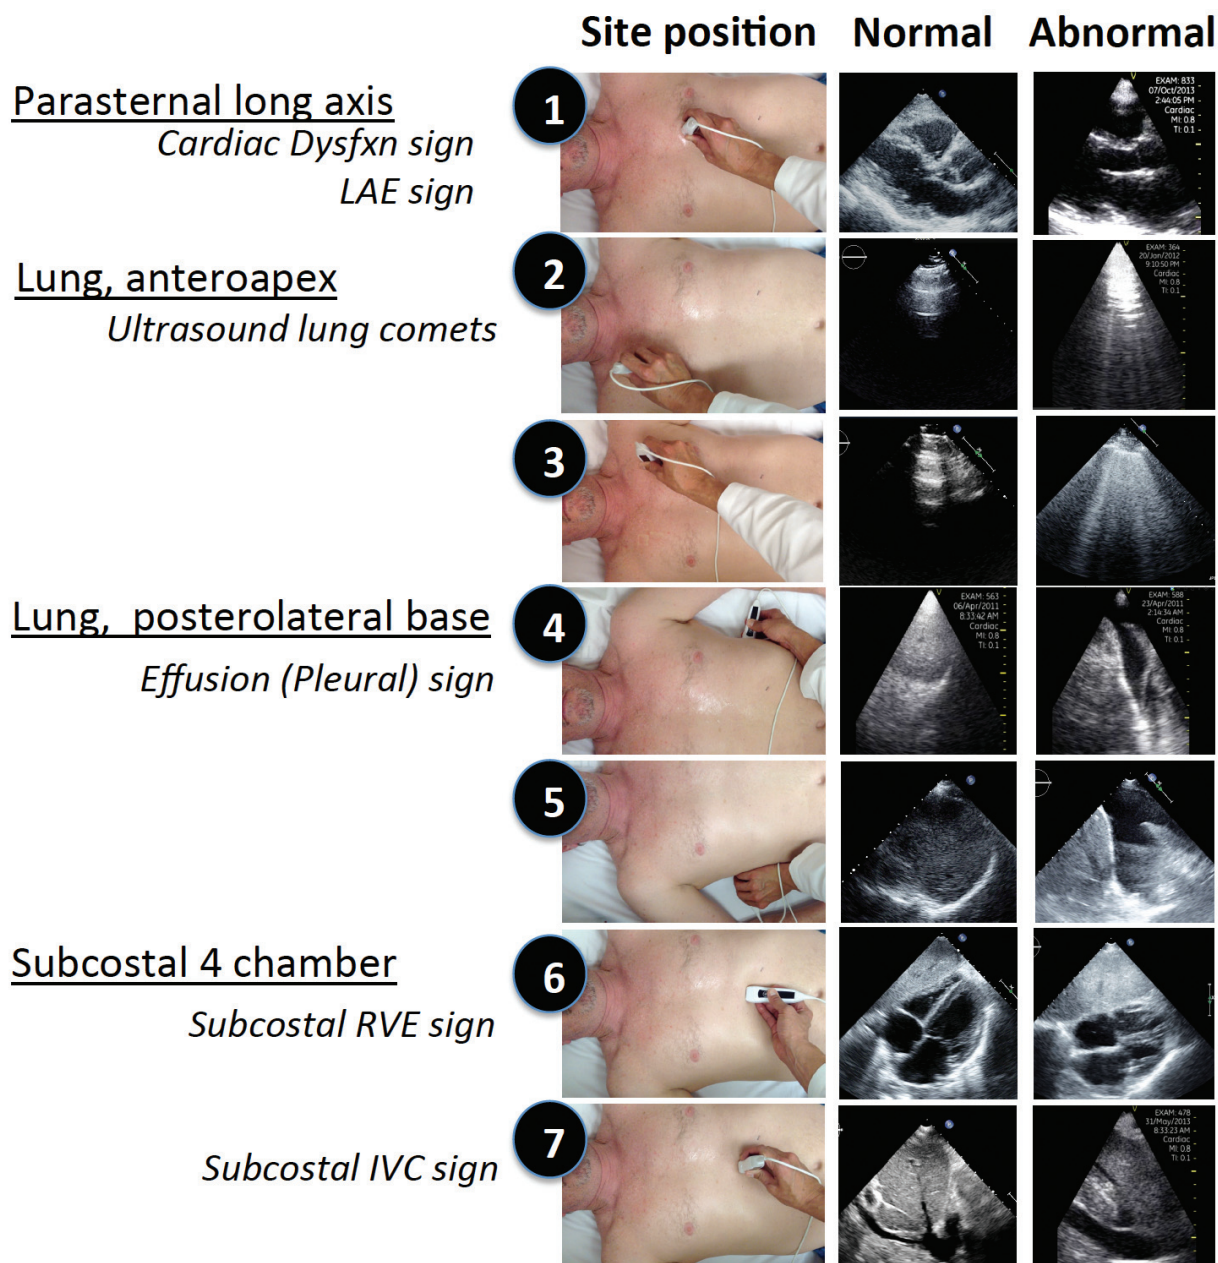 Site position Normal Abnormal
Parasternal long axis
Cardiac Dysfxn sign
LAE sign
1
EXAM: 833
07/Oct/2013
2:44:05 PM
Cardiac
MI: 0.8
TI: 0.1
Lung, anteroapex
Ultrasound lung comets
2
EXAM: 364
20/Jan/2012
9:10:50 PM
Cardiac
MI: 0.8
TI: 0.1
3
Lung, posterolateral base
Effusion (Pleural) sign
4
EXAM: 563
06/Apr/2011
8:33:42 AM
Cardiac
MI: 0.8
TI: 0.1
EXAM: 588
23/Apr/2011
2:14:34 AM
Cardiac
MI: 0.8
TI: 0.1
5
Subcostal 4 chamber
Subcostal RVE sign
6
Subcostal IVC sign
7
EXAM: 478
31/May/2013
8:33:23 AM
Cardiac
MI: 0.8
TI: 0.1